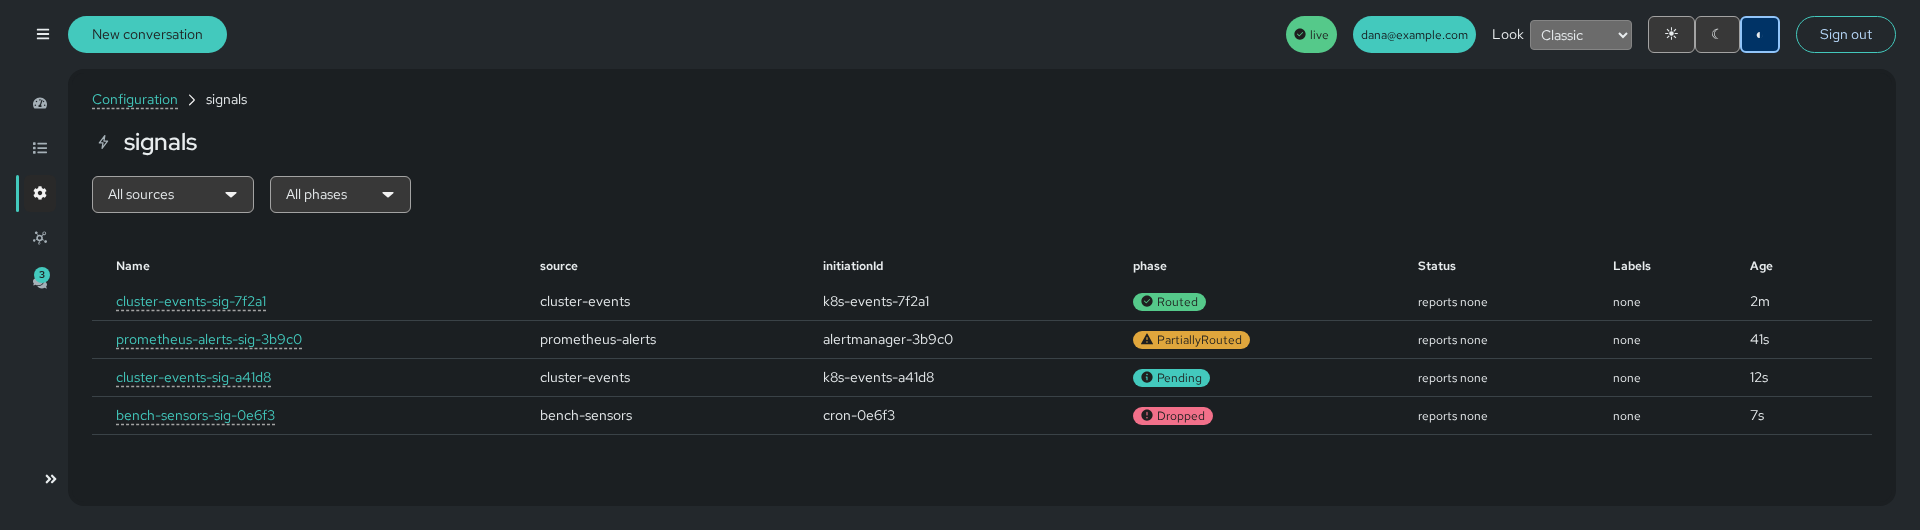 New conversation
live
dana@example.com
Look
Classic
Sign out
Configuration
signals
signals
All sources
All phases
Name source initiationId phase Status Labels Age
cluster-events-sig-7f2a1 cluster-events k8s-events-7f2a1 Routed reports none none 2m
prometheus-alerts-sig-3b9c0 prometheus-alerts alertmanager-3b9c0 PartiallyRouted reports none none 41s
cluster-events-sig-a41d8 cluster-events k8s-events-a41d8 Pending reports none none 12s
bench-sensors-sig-0e6f3 bench-sensors cron-0e6f3 Dropped reports none none 7s
3